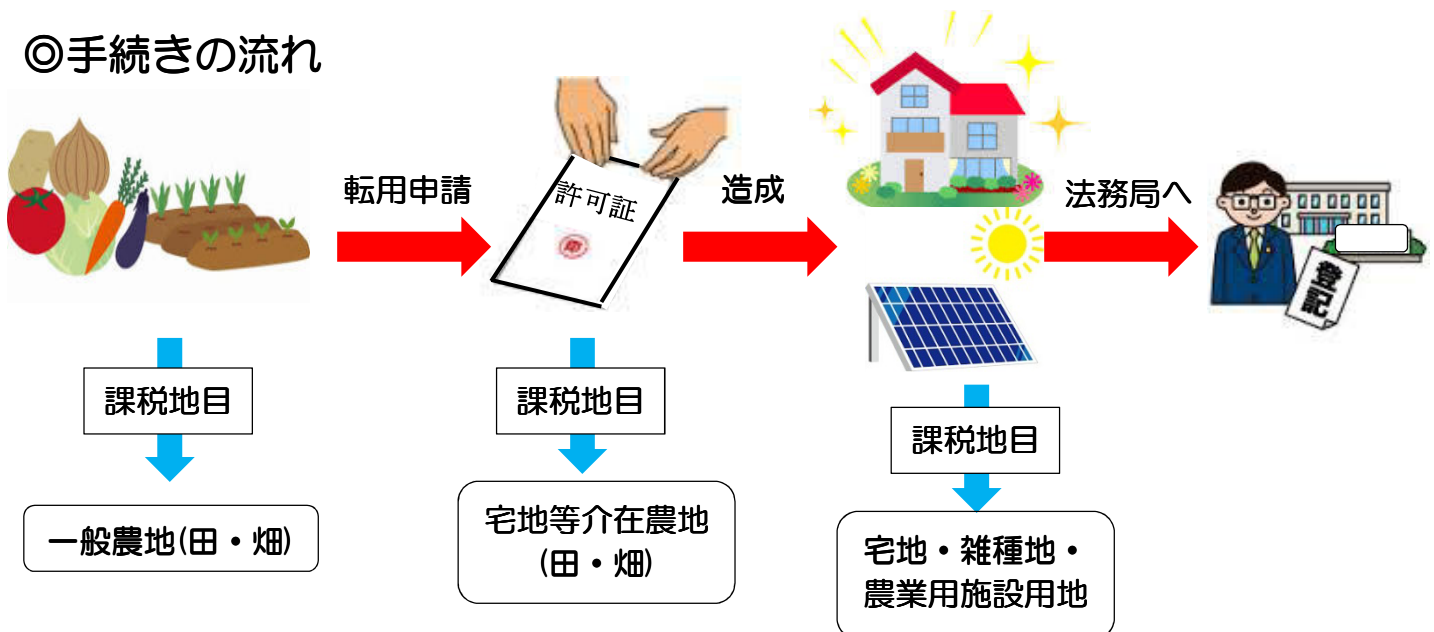 ◎手続きの流れ
転用申請
許可証
造成
法務局へ
登記
課税地目
課税地目
課税地目
一般農地(田・畑)
宅地等介在農地
(田・畑)
宅地・雑種地・
農業用施設用地